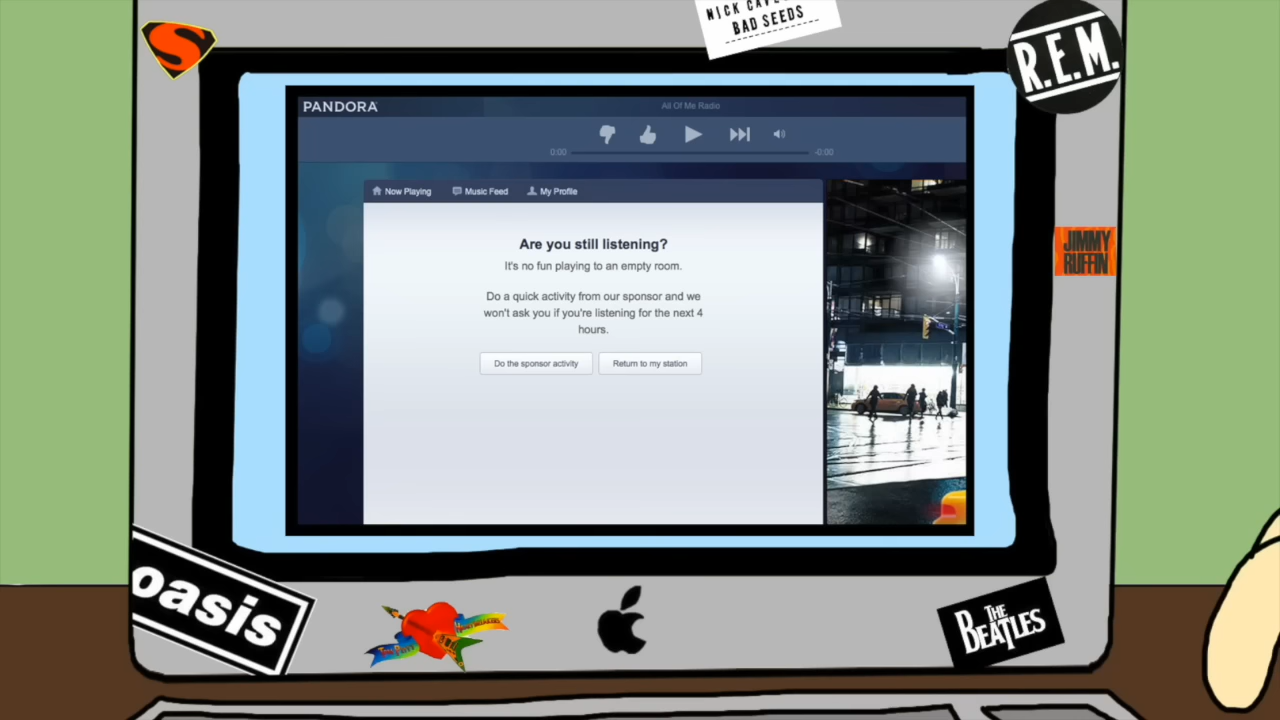 NICK CAVE
BAD SEEDS
R.E.M.
S
PANDORA
All Of Me Radio
0:00
-0:00
Now Playing
Music Feed
My Profile
Are you still listening?
It's no fun playing to an empty room.
Do a quick activity from our sponsor and we
won't ask you if you're listening for the next 4
hours.
Do the sponsor activity
Return to my station
JIMMY
RUFFIN
oasis
THE
BEATLES